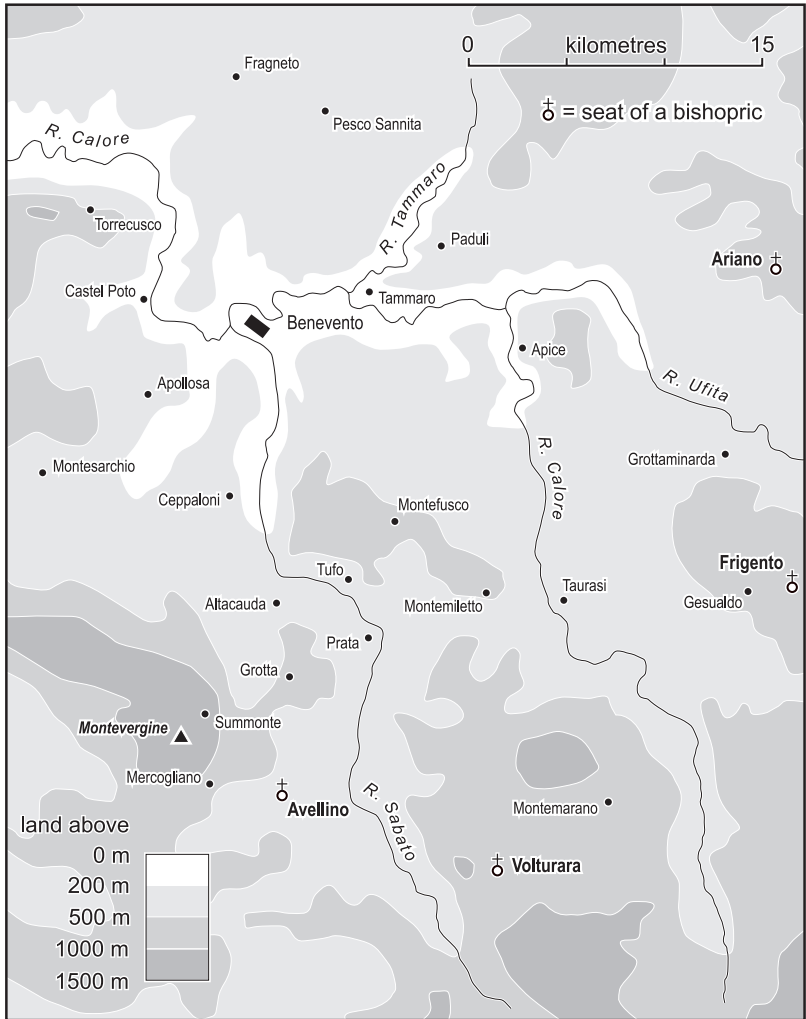 0 15
kilometres
= seat of a bishopric
Fragneto
Pesco Sannita
R. Calore
R. Tammaro
Torrecusco
Paduli
Ariano
Castel Poto
Tammaro
Benevento
Apice
R. Ufita
Apollosa
Montesarchio
Grottaminarda
R. Calore
Ceppaloni
Montefusco
Frigento
Tufo
Gesualdo
Taurasi
Altacauda
Montemiletto
Prata
Grotta
Summonte
Montevergine
Mercogliano
Avellino
R. Sabato
Montemarano
Volturara
land above
0 m
200 m
500 m
1000 m
1500 m